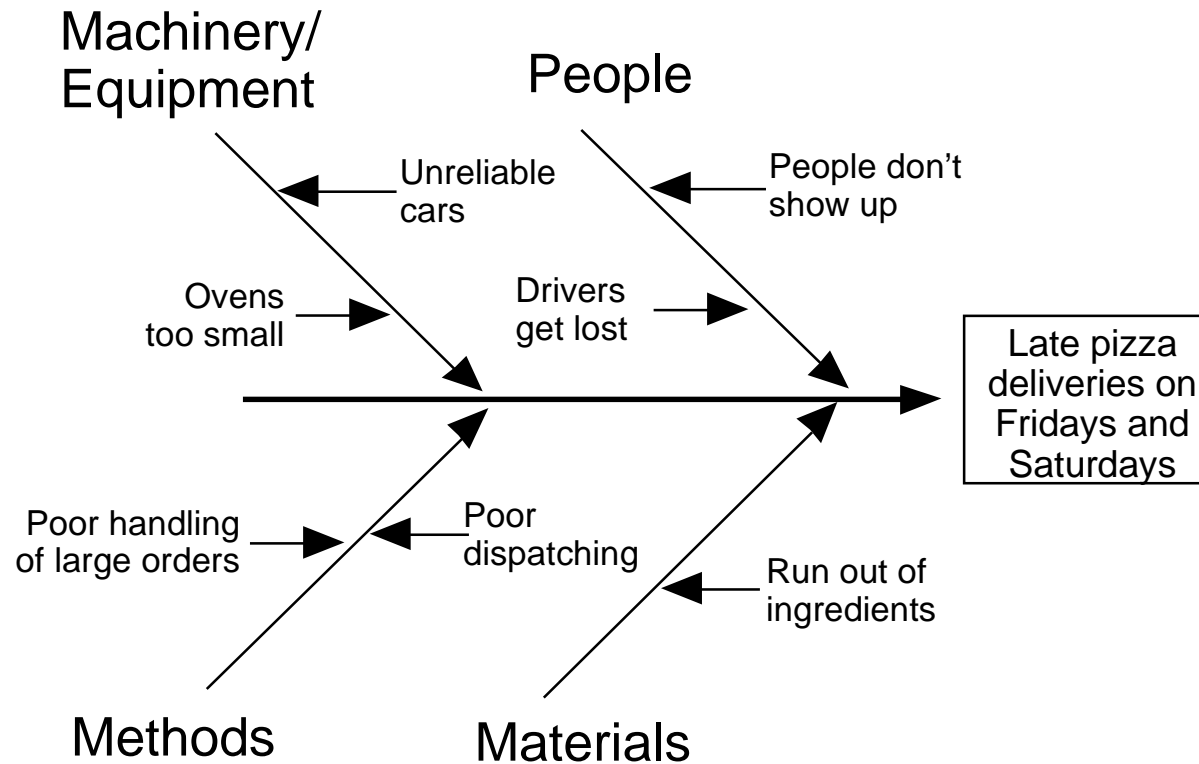 Machinery/
Equipment
People
Unreliable
cars
People don’t
show up
Ovens
too small
Drivers
get lost
Late pizza
deliveries on
Fridays and
Saturdays
Poor handling
of large orders
Poor
dispatching
Run out of
ingredients
Methods
Materials